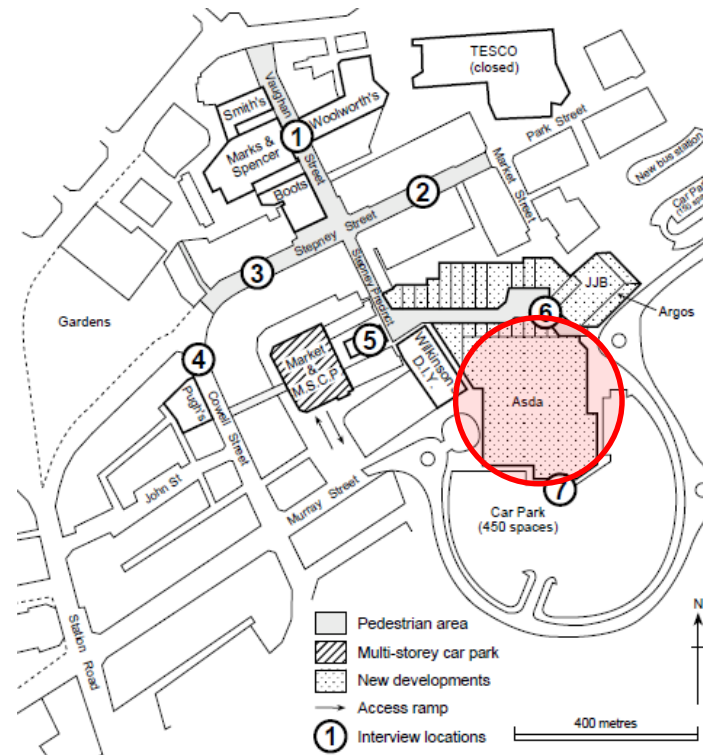 TESCO
(closed)
Vaughan
Street
Smith's
Woolworth's
1
Marks &
Spencer
Boots
Park Street
Market Street
New bus station
Car Park
2
Stepney Street
3
Stepney Precinct
JJB
Argos
6
Gardens
4
5
Market
&
M.S.C.P.
Wilkinson
D.I.Y.
Asda
Pugh's
Cowell
Street
John St
Murray Street
7
Car Park
(450 spaces)
Station
Road
Pedestrian area
Multi-storey car park
New developments
Access ramp
1 Interview locations
N
400 metres